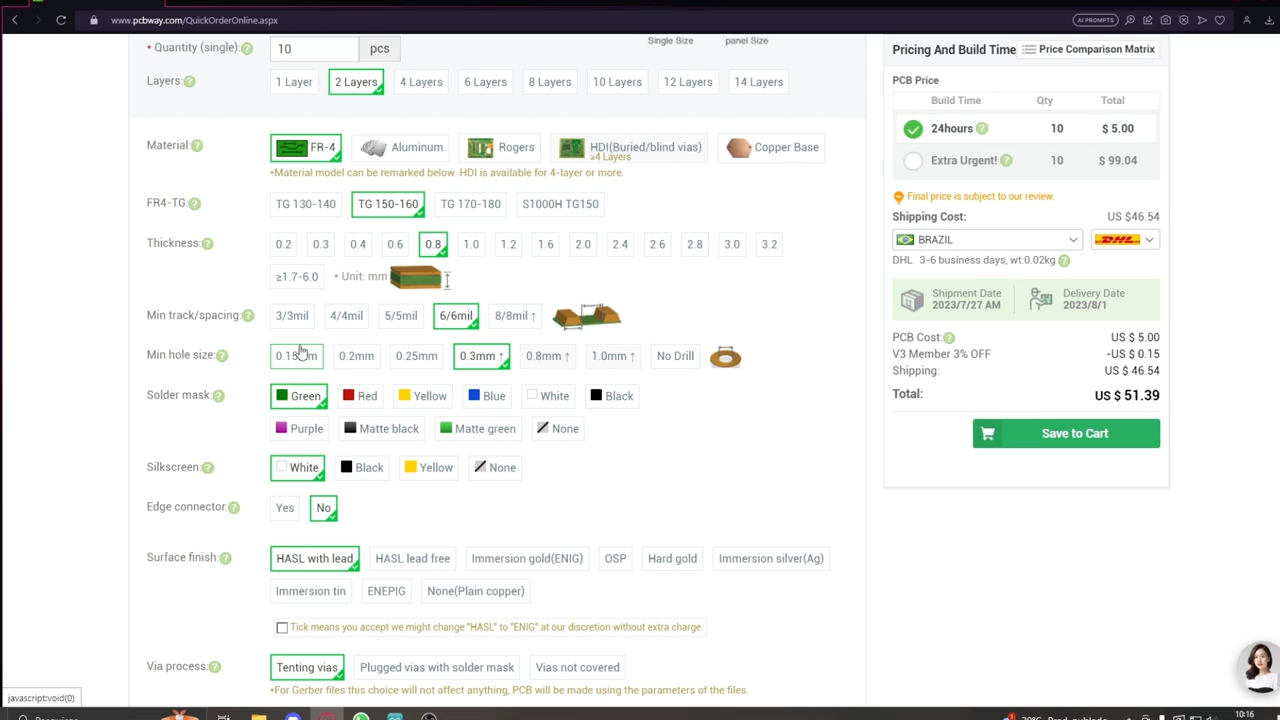 www.pcbway.com/QuickOrderOnline.aspx
AI PROMPTS
* Quantity (single):
10 pcs
Single Size panel Size
Layers:
1 Layer 2 Layers 4 Layers 6 Layers 8 Layers 10 Layers 12 Layers 14 Layers
Material:
FR-4 Aluminum Rogers HDI(Buried/blind vias) Copper Base
≥4 Layers
*Material model can be remarked below. HDI is available for 4-layer or more.
FR4-TG:
TG 130-140 TG 150-160 TG 170-180 S1000H TG150
Thickness:
0.2 0.3 0.4 0.6 0.8 1.0 1.2 1.6 2.0 2.4 2.6 2.8 3.0 3.2
≥1.7-6.0 * Unit: mm
Min track/spacing:
3/3mil 4/4mil 5/5mil 6/6mil 8/8mil ↑
Min hole size:
0.2mm 0.25mm 0.3mm ↑ 0.8mm ↑ 1.0mm ↑ No Drill
Solder mask:
Green Red Yellow Blue White Black
Purple Matte black Matte green None
Silkscreen:
White Black Yellow None
Edge connector:
Yes No
Surface finish:
HASL with lead HASL lead free Immersion gold(ENIG) OSP Hard gold Immersion silver(Ag)
Immersion tin ENEPIG None(Plain copper)
Tick means you accept we might change "HASL" to "ENIG" at our discretion without extra charge.
Via process:
Tenting vias Plugged vias with solder mask Vias not covered
*For Gerber files this choice will not affect anything, PCB will be made using the parameters of the files.
javascript:void(0)
Pricing And Build Time Price Comparison Matrix
PCB Price
Build Time Qty Total
24hours 10 $ 5.00
Extra Urgent! 10 $ 99.04
Final price is subject to our review.
Shipping Cost: US $46.54
BRAZIL DHL
DHL 3-6 business days, wt:0.02kg
Shipment Date
2023/7/27 AM
Delivery Date
2023/8/1
PCB Cost: US $ 5.00
V3 Member 3% OFF -US $ 0.15
Shipping: US $ 46.54
Total: US $ 51.39
Save to Cart
10:16